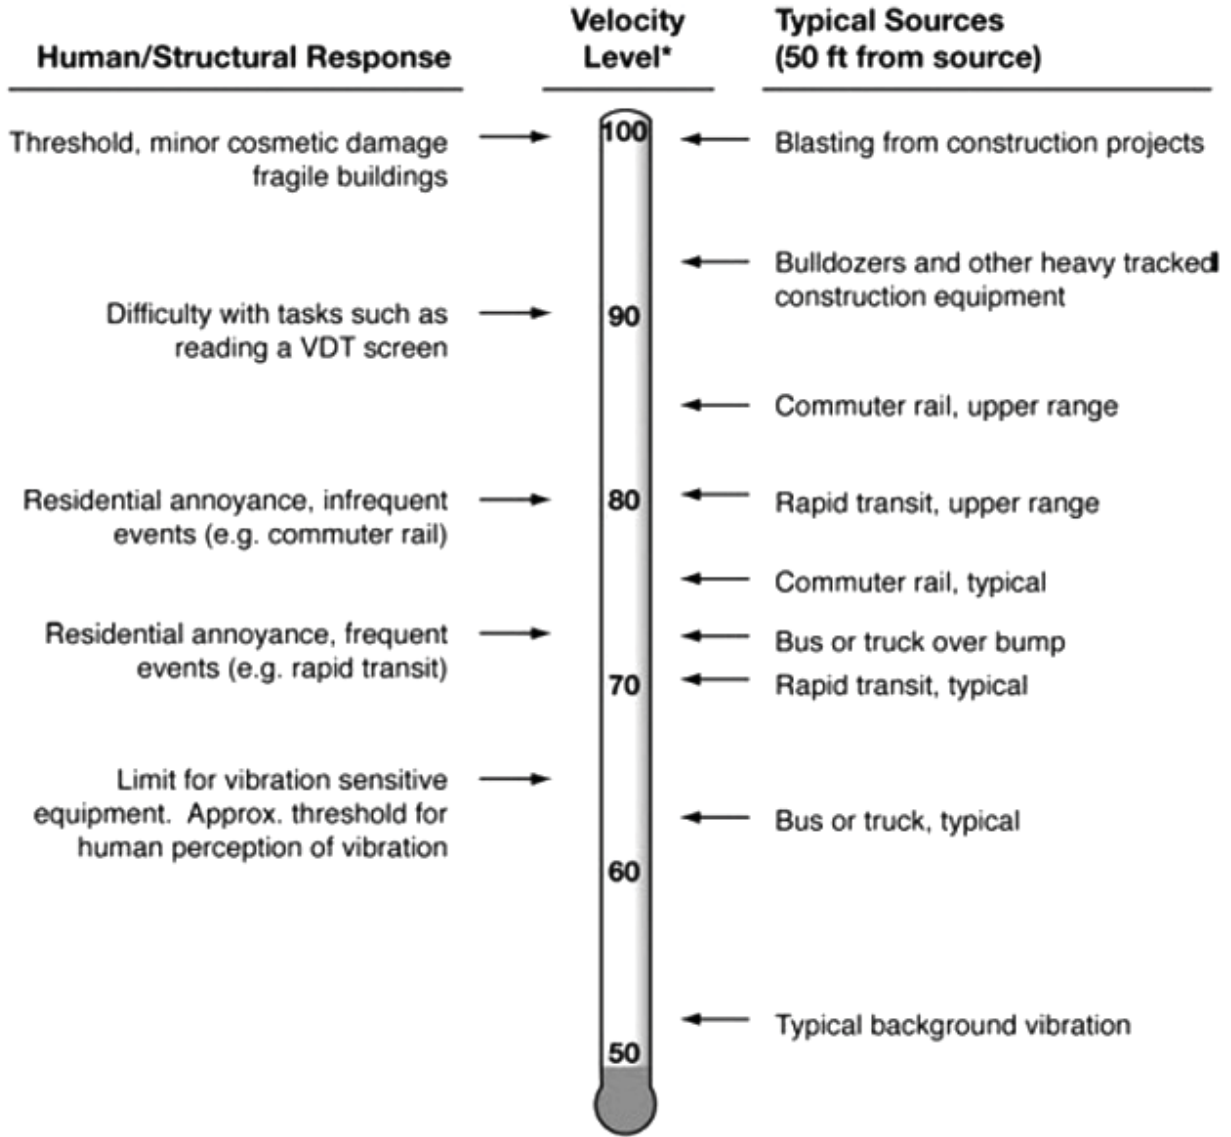 Human/Structural Response
Velocity
Level*
Typical Sources
(50 ft from source)
Threshold, minor cosmetic damage
fragile buildings
100
Blasting from construction projects
Bulldozers and other heavy tracked
construction equipment
Difficulty with tasks such as
reading a VDT screen
90
Commuter rail, upper range
Residential annoyance, infrequent
events (e.g. commuter rail)
80
Rapid transit, upper range
Commuter rail, typical
Residential annoyance, frequent
events (e.g. rapid transit)
Bus or truck over bump
70
Rapid transit, typical
Limit for vibration sensitive
equipment. Approx. threshold for
human perception of vibration
Bus or truck, typical
60
Typical background vibration
50